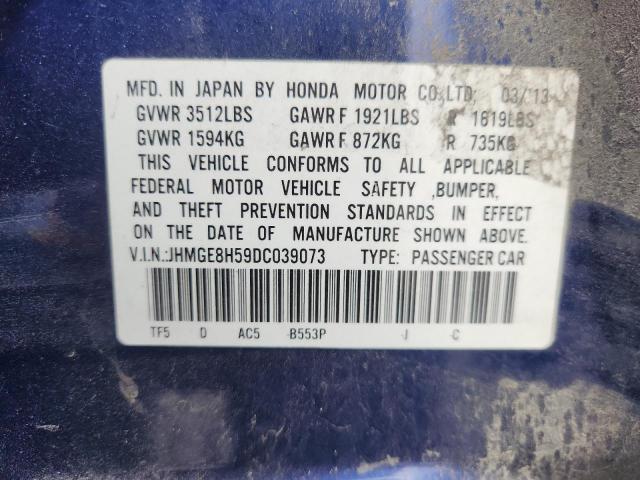 MFD. IN JAPAN BY HONDA MOTOR CO.,LTD. 03/'13
GVWR 3512LBS GAWR F 1921LBS R 1619LBS
GVWR 1594KG GAWR F 872KG R 735KG
THIS VEHICLE CONFORMS TO ALL APPLICABLE
FEDERAL MOTOR VEHICLE SAFETY ,BUMPER,
AND THEFT PREVENTION STANDARDS IN EFFECT
ON THE DATE OF MANUFACTURE SHOWN ABOVE.
V.I.N.:JHMGE8H59DC039073 TYPE: PASSENGER CAR
TF5 D AC5 -B553P -J -C